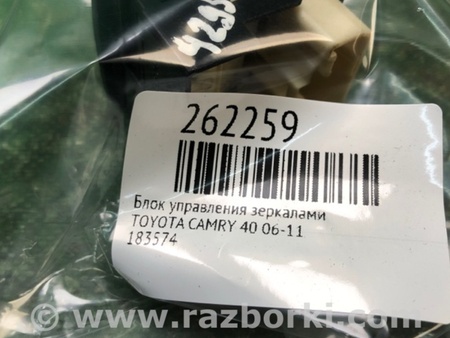 262259
Блок управления зеркалами
TOYOTA CAMRY 40 06-11
183574
www.razborki.com